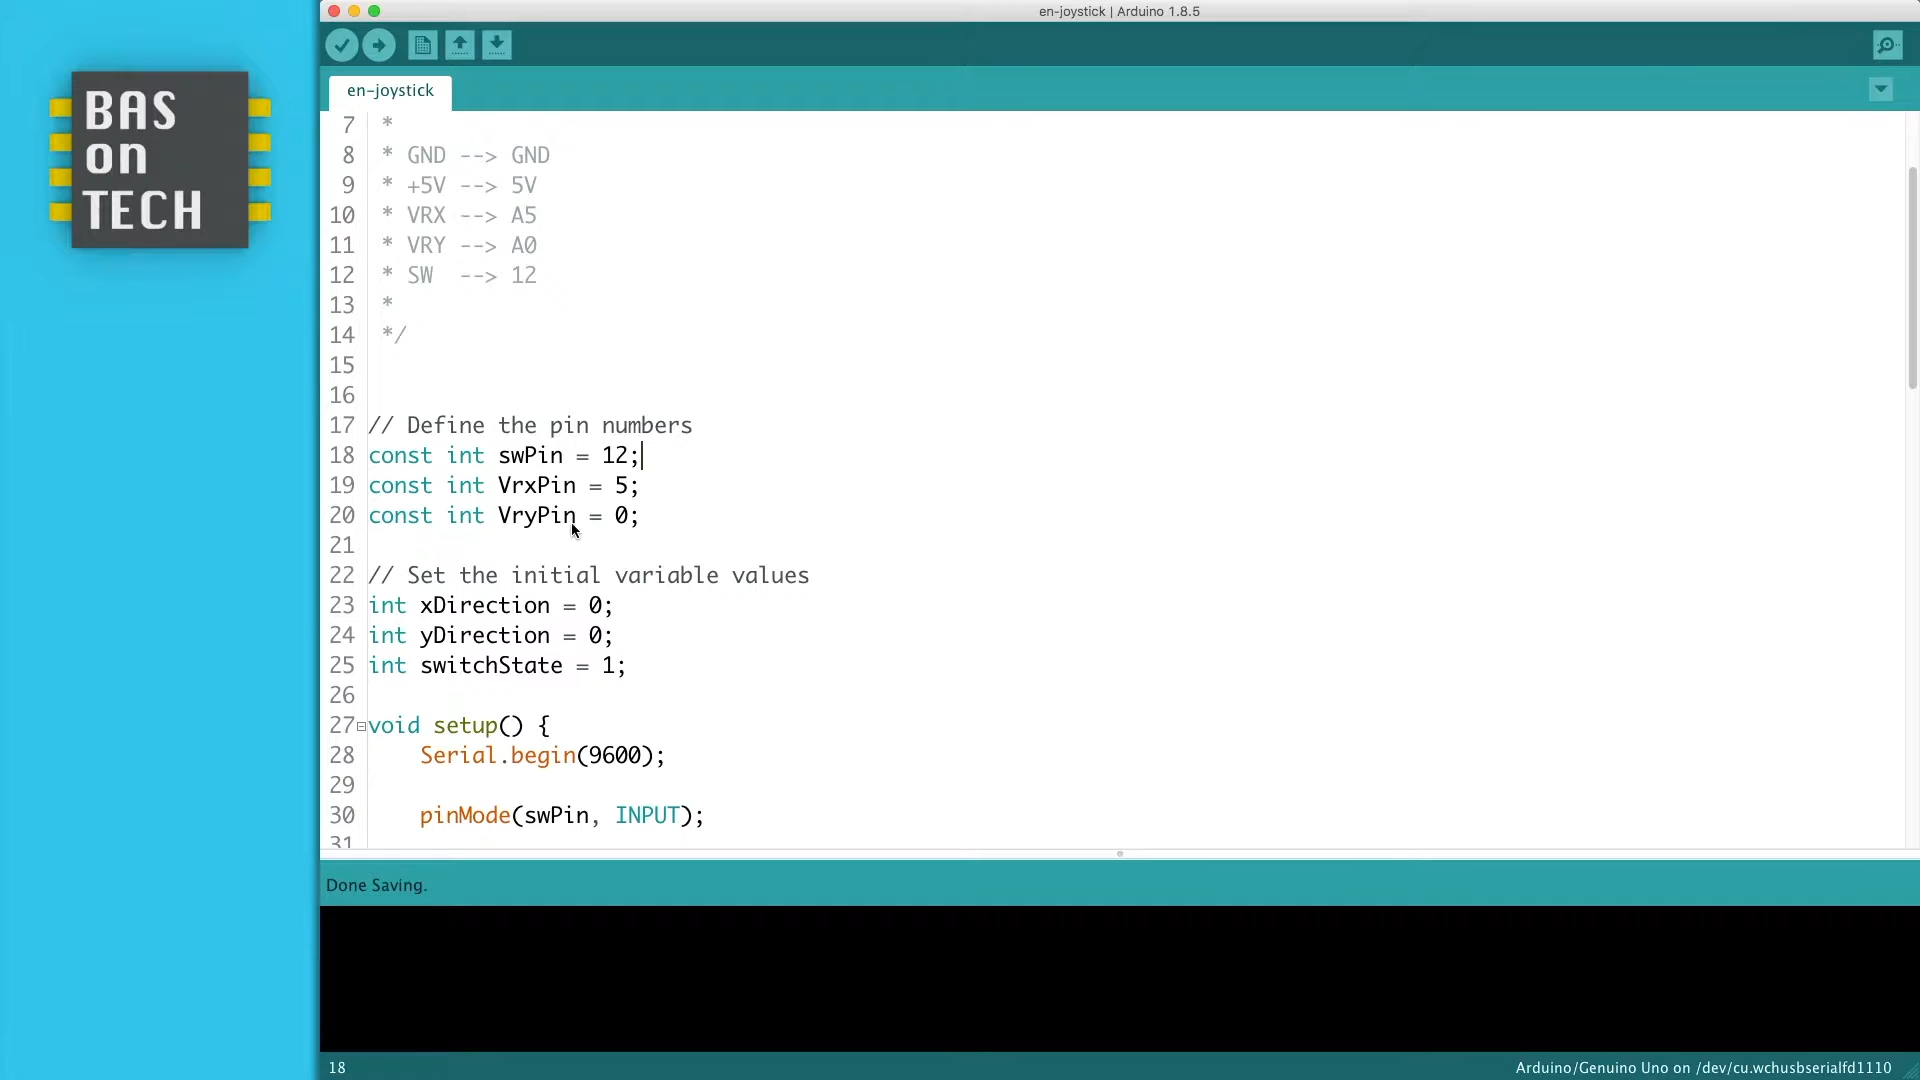 BAS
on
TECH
en-joystick | Arduino 1.8.5
en-joystick
7 *
8 * GND --> GND
9 * +5V --> 5V
10 * VRX --> A5
11 * VRY --> A0
12 * SW --> 12
13 *
14 */
15
16
17 // Define the pin numbers
18 const int swPin = 12;
19 const int VrxPin = 5;
20 const int VryPin = 0;
21
22 // Set the initial variable values
23 int xDirection = 0;
24 int yDirection = 0;
25 int switchState = 1;
26
27 void setup() {
28 Serial.begin(9600);
29
30 pinMode(swPin, INPUT);
31
Done Saving.
18
Arduino/Genuino Uno on /dev/cu.wchusbserialfd1110